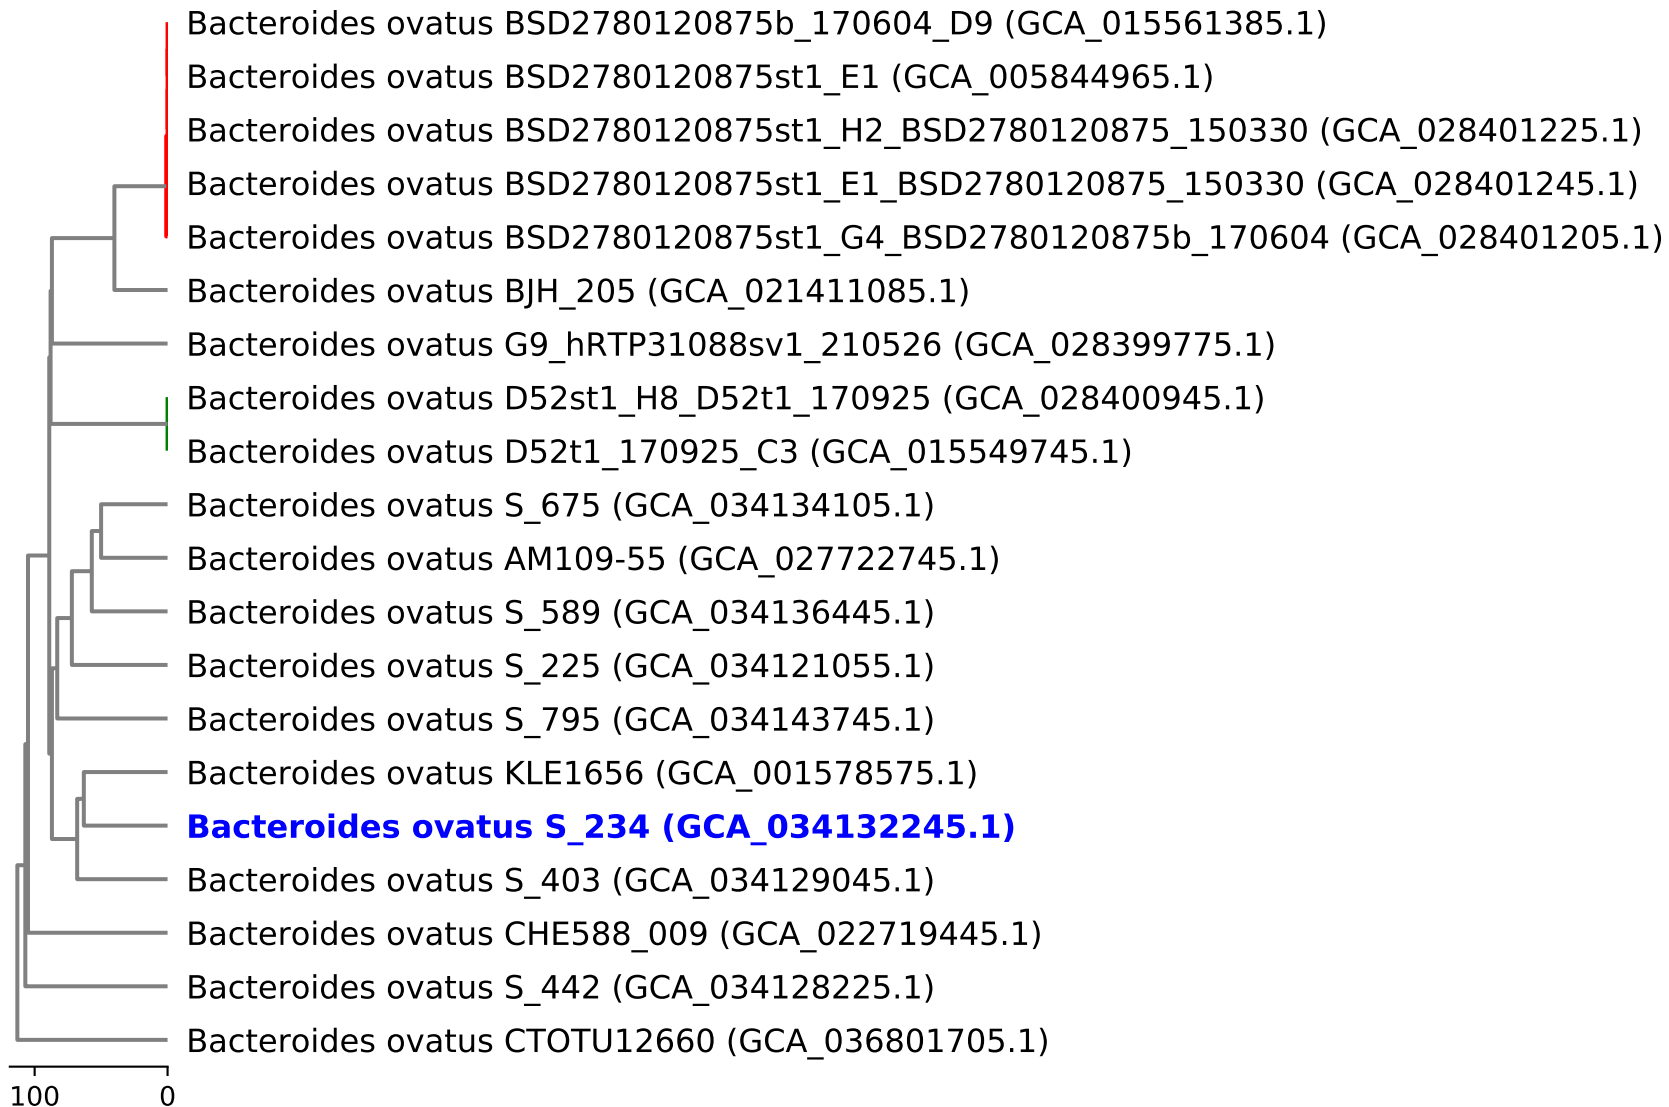 Bacteroides ovatus BSD2780120875b_170604_D9 (GCA_015561385.1)
Bacteroides ovatus BSD2780120875st1_E1 (GCA_005844965.1)
Bacteroides ovatus BSD2780120875st1_H2_BSD2780120875_150330 (GCA_028401225.1)
Bacteroides ovatus BSD2780120875st1_E1_BSD2780120875_150330 (GCA_028401245.1)
Bacteroides ovatus BSD2780120875st1_G4_BSD2780120875b_170604 (GCA_028401205.1)
Bacteroides ovatus BJH_205 (GCA_021411085.1)
Bacteroides ovatus G9_hRTP31088sv1_210526 (GCA_028399775.1)
Bacteroides ovatus D52st1_H8_D52t1_170925 (GCA_028400945.1)
Bacteroides ovatus D52t1_170925_C3 (GCA_015549745.1)
Bacteroides ovatus S_675 (GCA_034134105.1)
Bacteroides ovatus AM109-55 (GCA_027722745.1)
Bacteroides ovatus S_589 (GCA_034136445.1)
Bacteroides ovatus S_225 (GCA_034121055.1)
Bacteroides ovatus S_795 (GCA_034143745.1)
Bacteroides ovatus KLE1656 (GCA_001578575.1)
Bacteroides ovatus S_234 (GCA_034132245.1)
Bacteroides ovatus S_403 (GCA_034129045.1)
Bacteroides ovatus CHE588_009 (GCA_022719445.1)
Bacteroides ovatus S_442 (GCA_034128225.1)
Bacteroides ovatus CTOTU12660 (GCA_036801705.1)
100 0